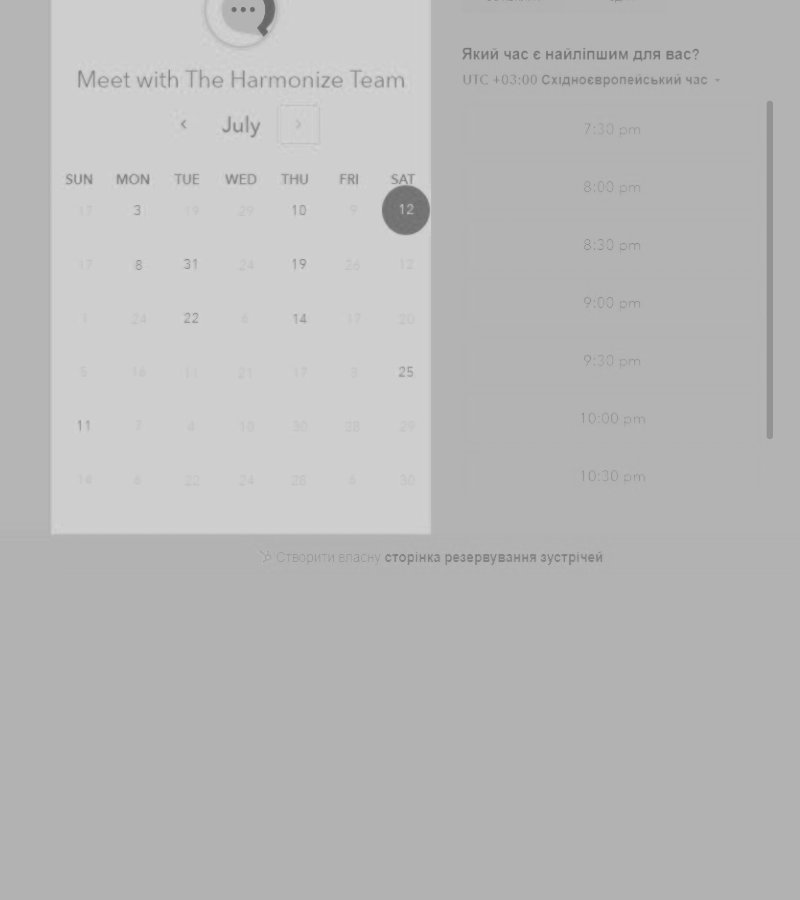 Meet with The Harmonize Team
July
SUN MON TUE WED THU FRI SAT
17 3 19 29 10 9 12
17 8 31 24 19 26 12
1 24 22 6 14 17 20
5 16 11 21 17 3 25
11 7 4 10 30 28 29
14 6 22 24 28 6 30
Який час є найліпшим для вас?
UTC +03:00 Східноєвропейський час
7:30 pm
8:00 pm
8:30 pm
9:00 pm
9:30 pm
10:00 pm
10:30 pm
Створити власну сторінка резервування зустрічей